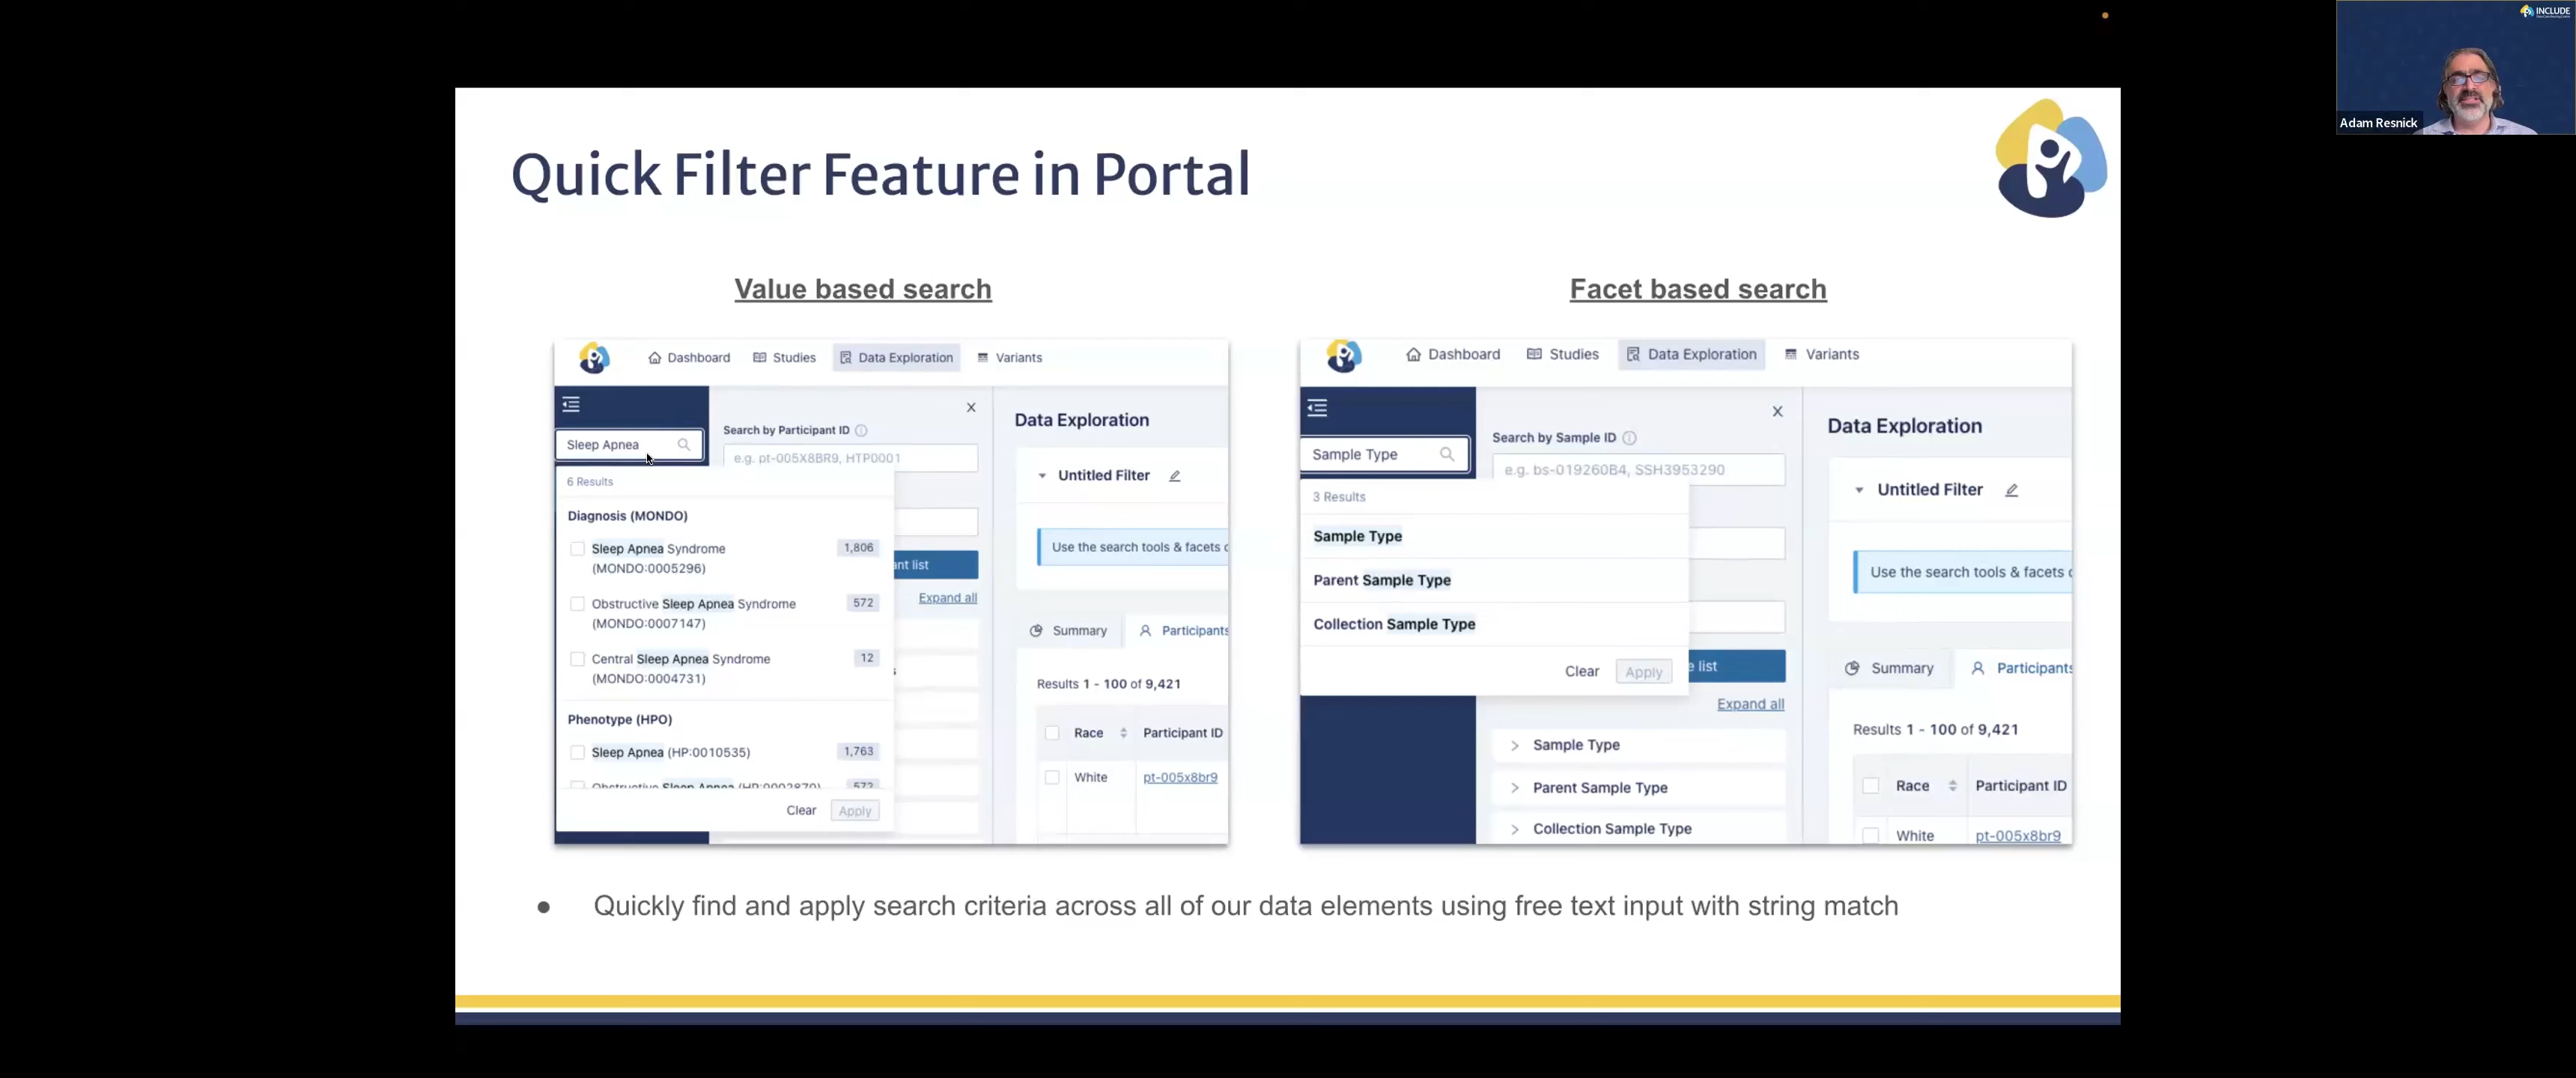 INCLUDE
Adam Resnick
Quick Filter Feature in Portal
Value based search
Dashboard
Studies
Data Exploration
Variants
Sleep Apnea
6 Results
Diagnosis (MONDO)
Sleep Apnea Syndrome
(MONDO:0005296)
1,806
Obstructive Sleep Apnea Syndrome
(MONDO:0007147)
572
Central Sleep Apnea Syndrome
(MONDO:0004731)
12
Phenotype (HPO)
Sleep Apnea (HP:0010535)
1,763
Obstructive Sleep Apnea (HP:0002870)
572
Clear
Apply
X
Search by Participant ID
e.g. pt-005X8BR9, HTP0001
ant list
Expand all
Data Exploration
Untitled Filter
Use the search tools & facets
Summary
Participants
Results 1 - 100 of 9,421
Race
Participant ID
White
pt-005x8br9
Facet based search
Dashboard
Studies
Data Exploration
Variants
Sample Type
3 Results
Sample Type
Parent Sample Type
Collection Sample Type
Clear
Apply
X
Search by Sample ID
e.g. bs-019260B4, SSH3953290
e list
Expand all
Sample Type
Parent Sample Type
Collection Sample Type
Data Exploration
Untitled Filter
Use the search tools & facets
Summary
Participants
Results 1 - 100 of 9,421
Race
Participant ID
White
pt-005x8br9
● Quickly find and apply search criteria across all of our data elements using free text input with string match